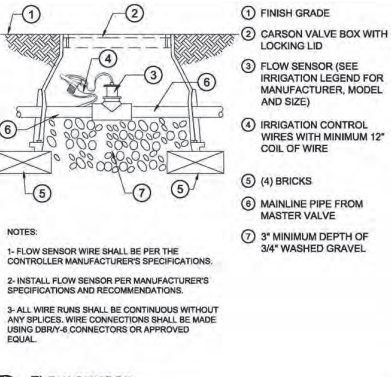 1
2
3
4
6
6
5
7
5
1 FINISH GRADE
2 CARSON VALVE BOX WITH
LOCKING LID
3 FLOW SENSOR (SEE
IRRIGATION LEGEND FOR
MANUFACTURER, MODEL
AND SIZE)
4 IRRIGATION CONTROL
WIRES WITH MINIMUM 12"
COIL OF WIRE
5 (4) BRICKS
6 MAINLINE PIPE FROM
MASTER VALVE
7 3" MINIMUM DEPTH OF
3/4" WASHED GRAVEL
NOTES:
1- FLOW SENSOR WIRE SHALL BE PER THE
CONTROLLER MANUFACTURER'S SPECIFICATIONS.
2- INSTALL FLOW SENSOR PER MANUFACTURER'S
SPECIFICATIONS AND RECOMMENDATIONS.
3- ALL WIRE RUNS SHALL BE CONTINUOUS WITHOUT
ANY SPLICES. WIRE CONNECTIONS SHALL BE MADE
USING DBR/Y-6 CONNECTORS OR APPROVED
EQUAL.